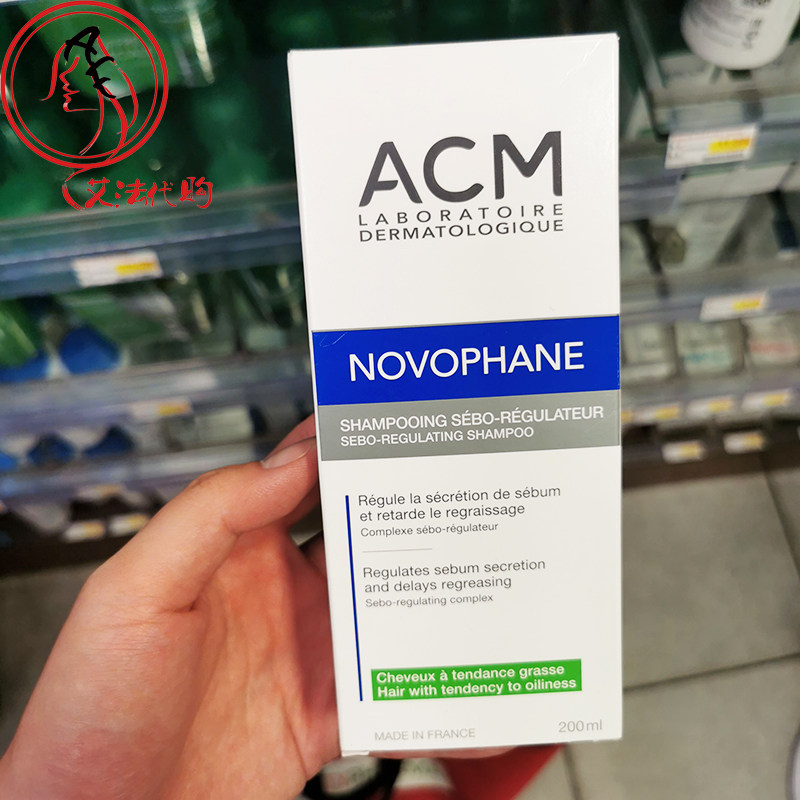 AF
艾法代购
ACM
LABORATOIRE
DERMATOLOGIQUE
NOVOPHANE
SHAMPOOING SÉBO-RÉGULATEUR
SEBO-REGULATING SHAMPOO
Régule la sécrétion de sébum
et retarde le regraissage
Complexe sébo-régulateur
Regulates sebum secretion
and delays regreasing
Sebo-regulating complex
Cheveux à tendance grasse
Hair with tendency to oiliness
MADE IN FRANCE
200ml